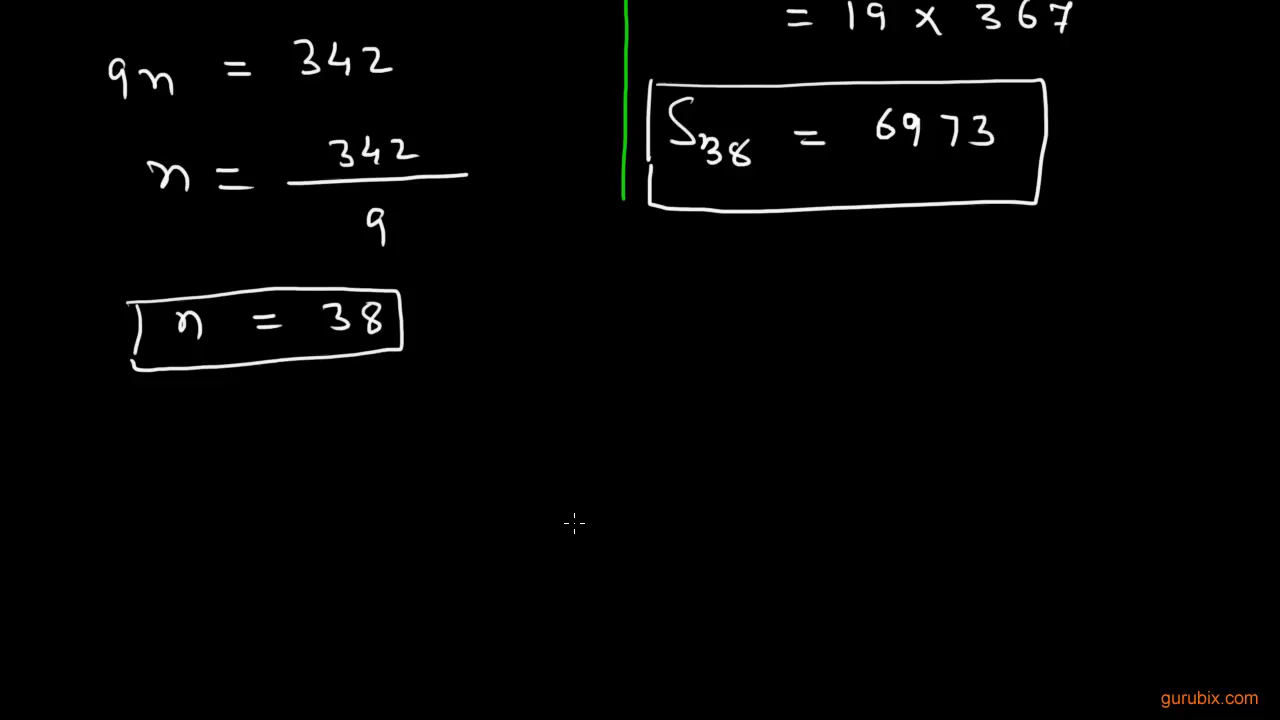 9n = 342
n = 342
9
n = 38
= 19 × 367
S38 = 6973
gurubix.com